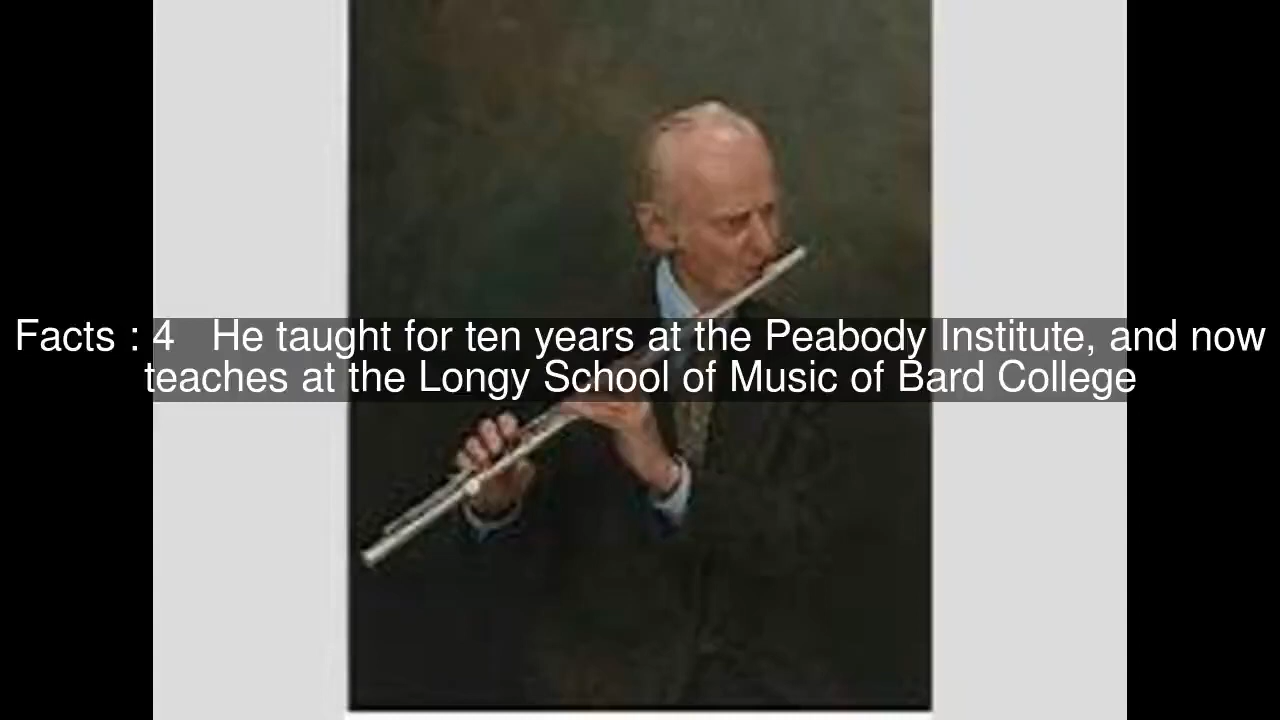 Facts : 4   He taught for ten years at the Peabody Institute, and now
teaches at the Longy School of Music of Bard College